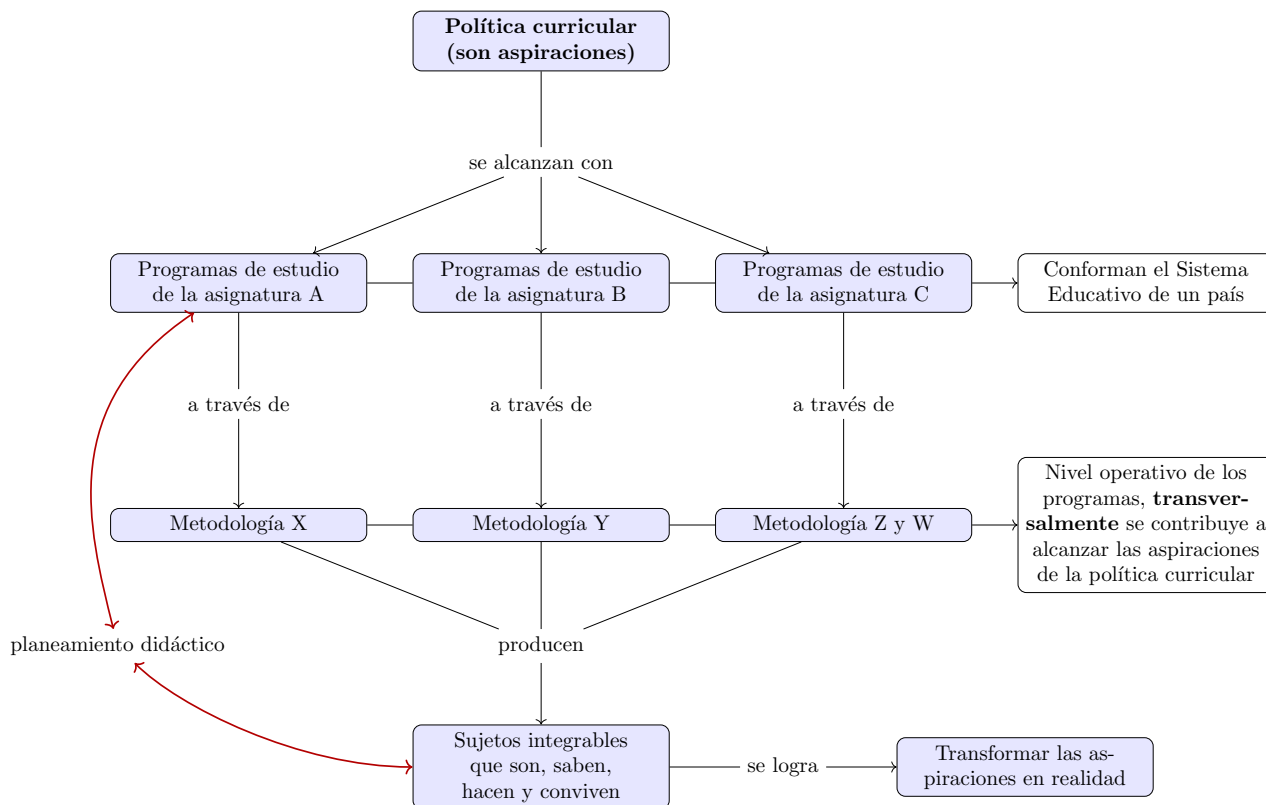 Política curricular
(son aspiraciones)
se alcanzan con
Programas de estudio
de la asignatura A
Programas de estudio
de la asignatura B
Programas de estudio
de la asignatura C
Conforman el Sistema
Educativo de un país
a través de
a través de
a través de
Metodología X
Metodología Y
Metodología Z y W
Nivel operativo de los
programas, transver-
salmente se contribuye a
alcanzar las aspiraciones
de la política curricular
planeamiento didáctico
producen
Sujetos integrables
que son, saben,
hacen y conviven
se logra
Transformar las as-
piraciones en realidad